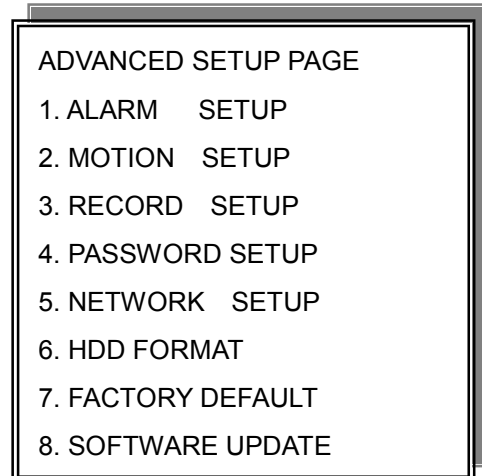 ADVANCED SETUP PAGE
1. ALARM SETUP
2. MOTION SETUP
3. RECORD SETUP
4. PASSWORD SETUP
5. NETWORK SETUP
6. HDD FORMAT
7. FACTORY DEFAULT
8. SOFTWARE UPDATE